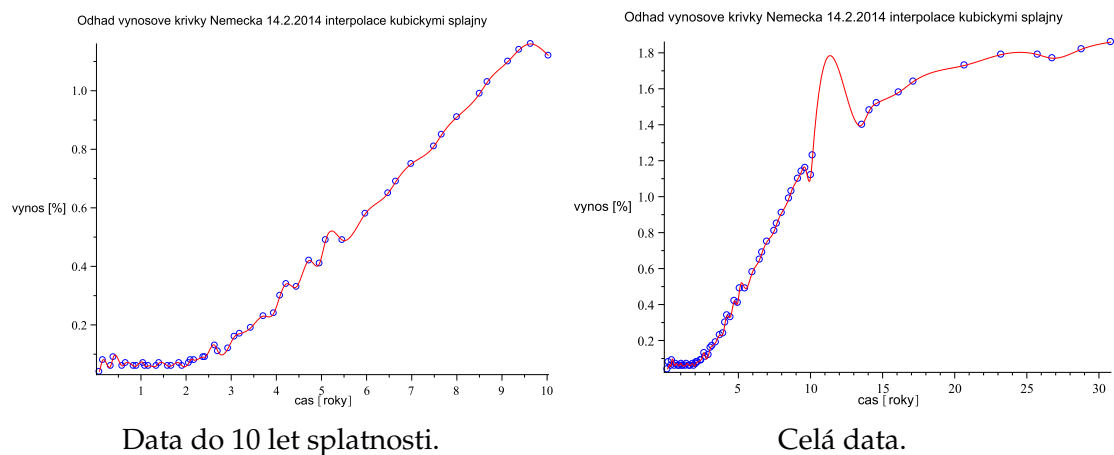 Odhad vynosove krivky Nemecka 14.2.2014 interpolace kubickymi splajny
1.0
0.8
vynos [%]
0.6
0.4
0.2
1 2 3 4 5 6 7 8 9 10
cas [ roky ]
Data do 10 let splatnosti.
Odhad vynosove krivky Nemecka 14.2.2014 interpolace kubickymi splajny
1.8
1.6
1.4
1.2
1.0
vynos [%]
0.8
0.6
0.4
0.2
5 10 15 20 25 30
cas [ roky ]
Celá data.